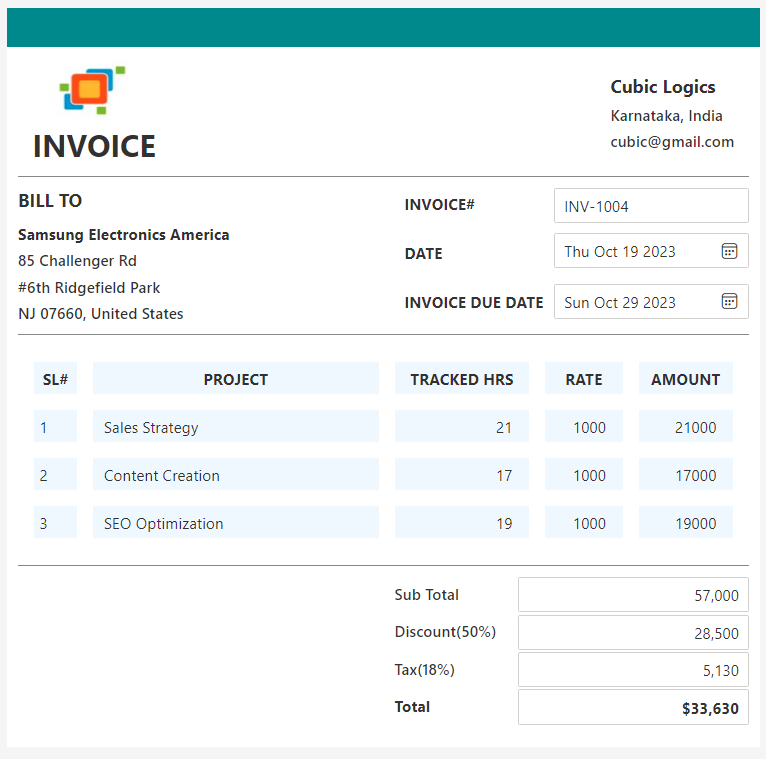 Cubic Logics
Karnataka, India
cubic@gmail.com
INVOICE
BILL TO
Samsung Electronics America
85 Challenger Rd
#6th Ridgefield Park
NJ 07660, United States
INVOICE# INV-1004
DATE Thu Oct 19 2023
INVOICE DUE DATE Sun Oct 29 2023
SL# PROJECT TRACKED HRS RATE AMOUNT
1 Sales Strategy 21 1000 21000
2 Content Creation 17 1000 17000
3 SEO Optimization 19 1000 19000
Sub Total 57,000
Discount(50%) 28,500
Tax(18%) 5,130
Total $33,630